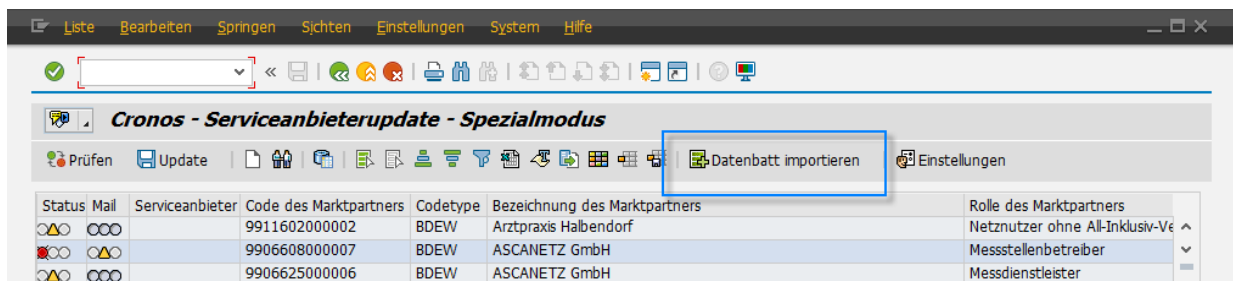 Liste Bearbeiten Springen Sichten Einstellungen System Hilfe
Cronos - Serviceanbieterupdate - Spezialmodus
Prüfen Update Datenbatt importieren Einstellungen
Status Mail Serviceanbieter Code des Marktpartners Codetype Bezeichnung des Marktpartners Rolle des Marktpartners
9911602000002 BDEW Arztpraxis Halbendorf Netznutzer ohne All-Inklusiv-Ve
9906608000007 BDEW ASCANETZ GmbH Messstellenbetreiber
9906625000006 BDEW ASCANETZ GmbH Messdienstleister